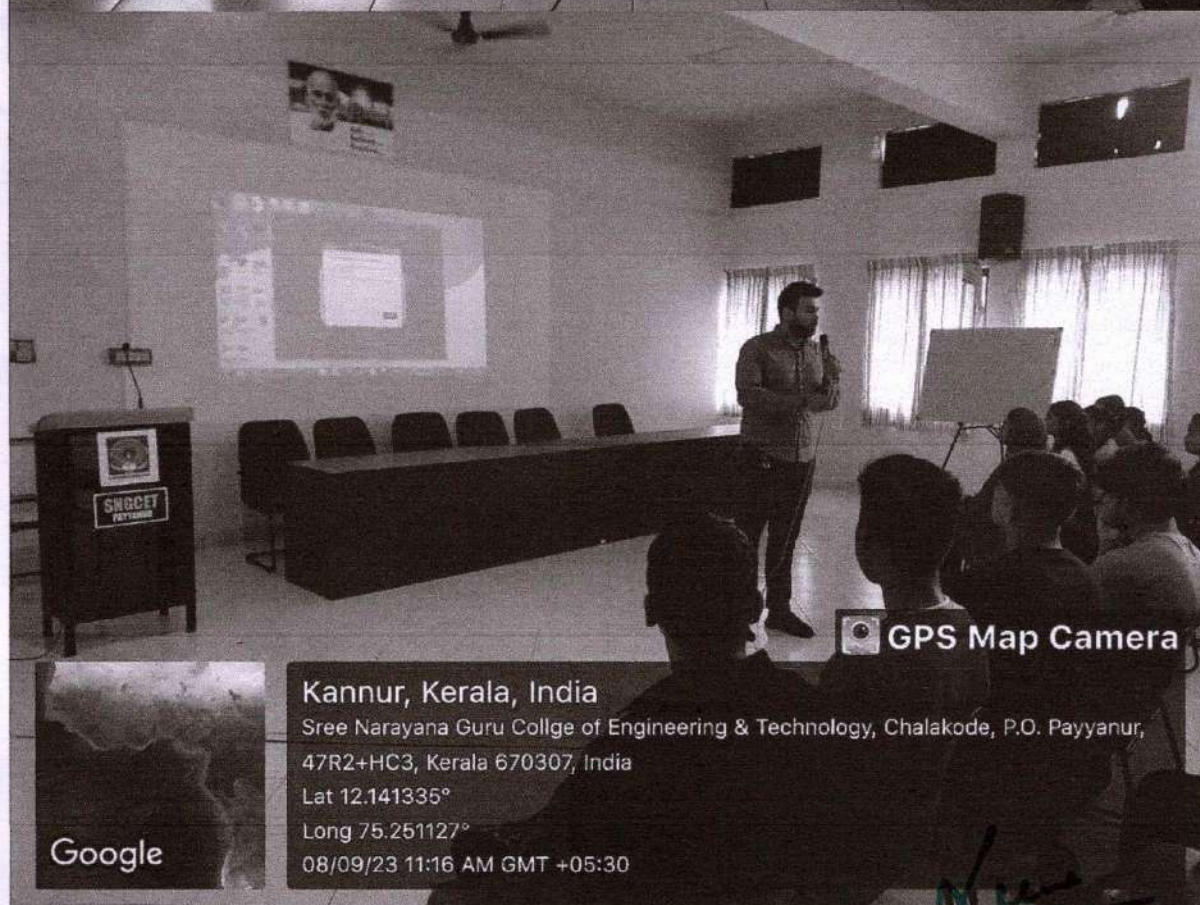 SNGCET
PAYYANUR
GPS Map Camera
Kannur, Kerala, India
Sree Narayana Guru Collge of Engineering & Technology, Chalakode, P.O. Payyanur,
47R2+HC3, Kerala 670307, India
Lat 12.141335°
Long 75.251127°
08/09/23 11:16 AM GMT +05:30
Google